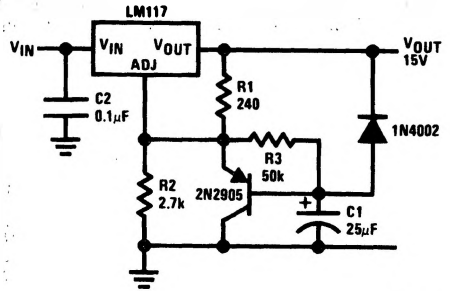 LM117
VIN
VIN
VOUT
ADJ
VOUT
15V
C2
0.1μF
R1
240
1N4002
R3
50k
R2
2.7k
2N2905
+
C1
25μF